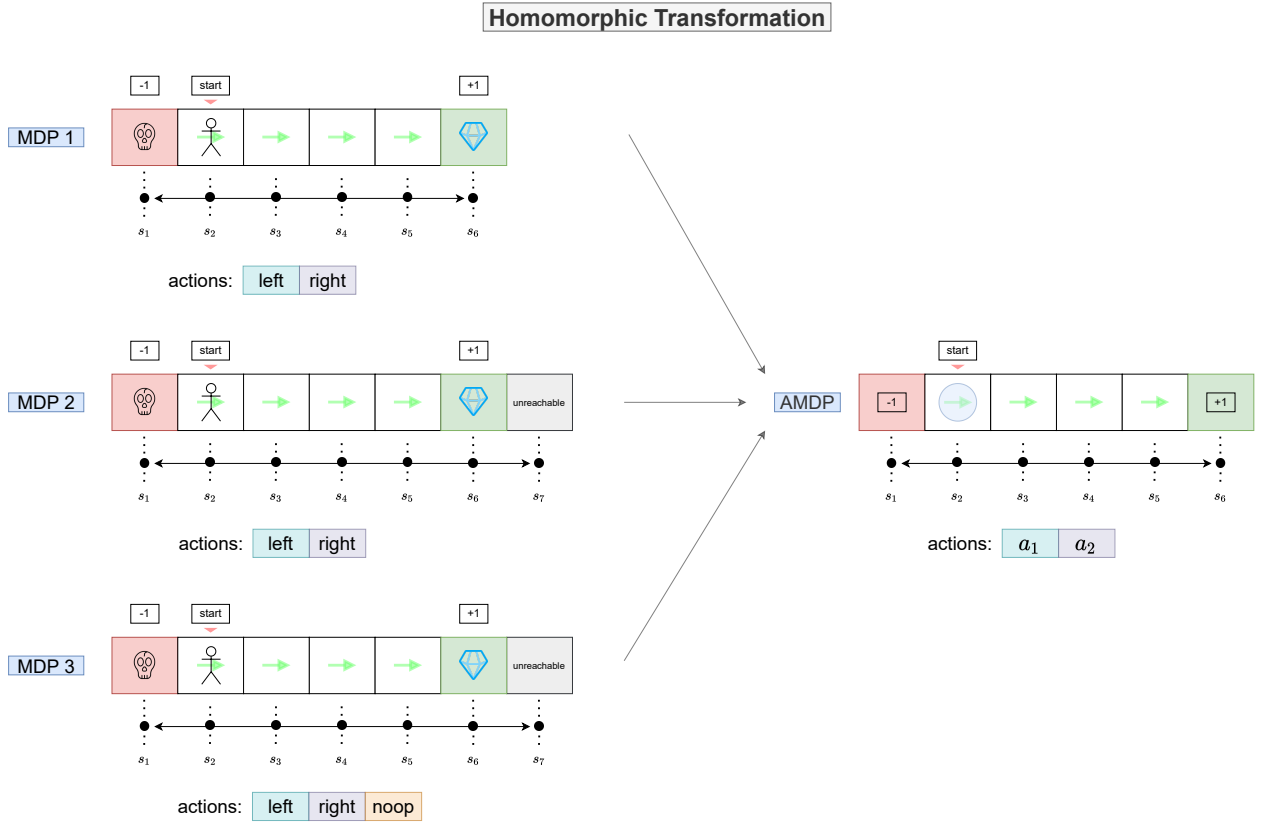 Homomorphic Transformation
-1 start +1
MDP 1
s1 s2 s3 s4 s5 s6
actions: left right
-1 start +1
MDP 2
unreachable
s1 s2 s3 s4 s5 s6 s7
actions: left right
-1 start +1
MDP 3
unreachable
s1 s2 s3 s4 s5 s6 s7
actions: left right noop
start
AMDP
-1 +1
s1 s2 s3 s4 s5 s6
actions: a1 a2